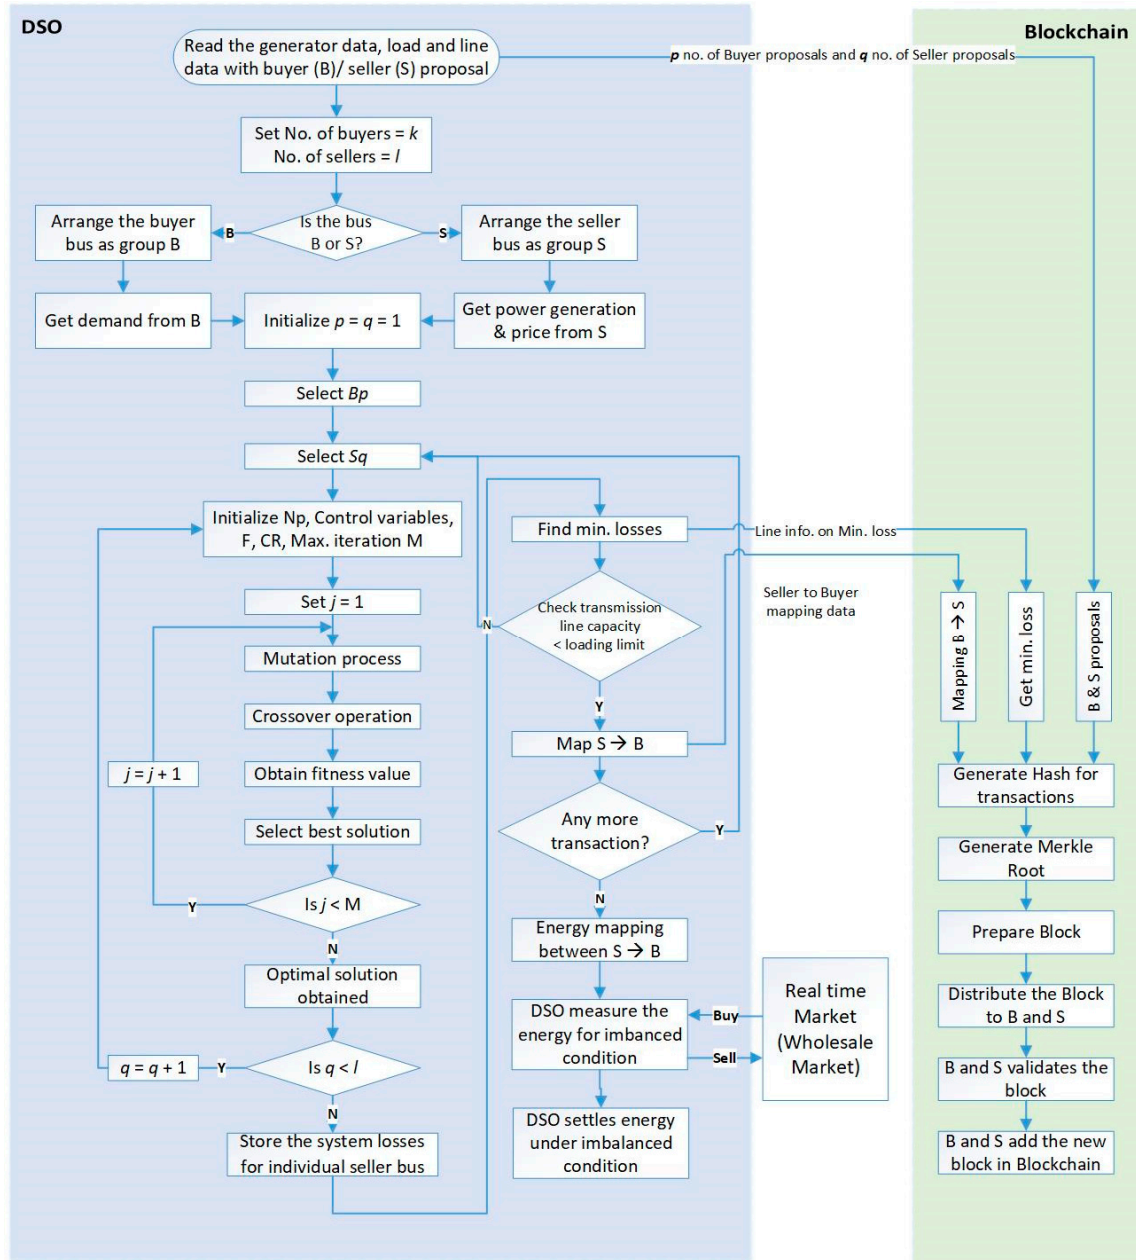 DSO
Blockchain
Read the generator data, load and line
data with buyer (B)/ seller (S) proposal
p no. of Buyer proposals and q no. of Seller proposals
Set No. of buyers = k
No. of sellers = l
Is the bus
B or S?
B
S
Arrange the buyer
bus as group B
Arrange the seller
bus as group S
Get demand from B
Initialize p = q = 1
Get power generation
& price from S
Select Bp
Select Sq
Initialize Np, Control variables,
F, CR, Max. iteration M
Set j = 1
Mutation process
Crossover operation
j = j + 1
Obtain fitness value
Select best solution
Is j < M
Y
N
Optimal solution
obtained
Is q < l
Y
q = q + 1
N
Store the system losses
for individual seller bus
Find min. losses
Line info. on Min. loss
Check transmission
line capacity
< loading limit
N
Y
Seller to Buyer
mapping data
Map S → B
Any more
transaction?
Y
N
Energy mapping
between S → B
DSO measure the
energy for imbanced
condition
Buy
Sell
Real time
Market
(Wholesale
Market)
DSO settles energy
under imbalanced
condition
Mapping B → S
Get min. loss
B & S proposals
Generate Hash for
transactions
Generate Merkle
Root
Prepare Block
Distribute the Block
to B and S
B and S validates the
block
B and S add the new
block in Blockchain